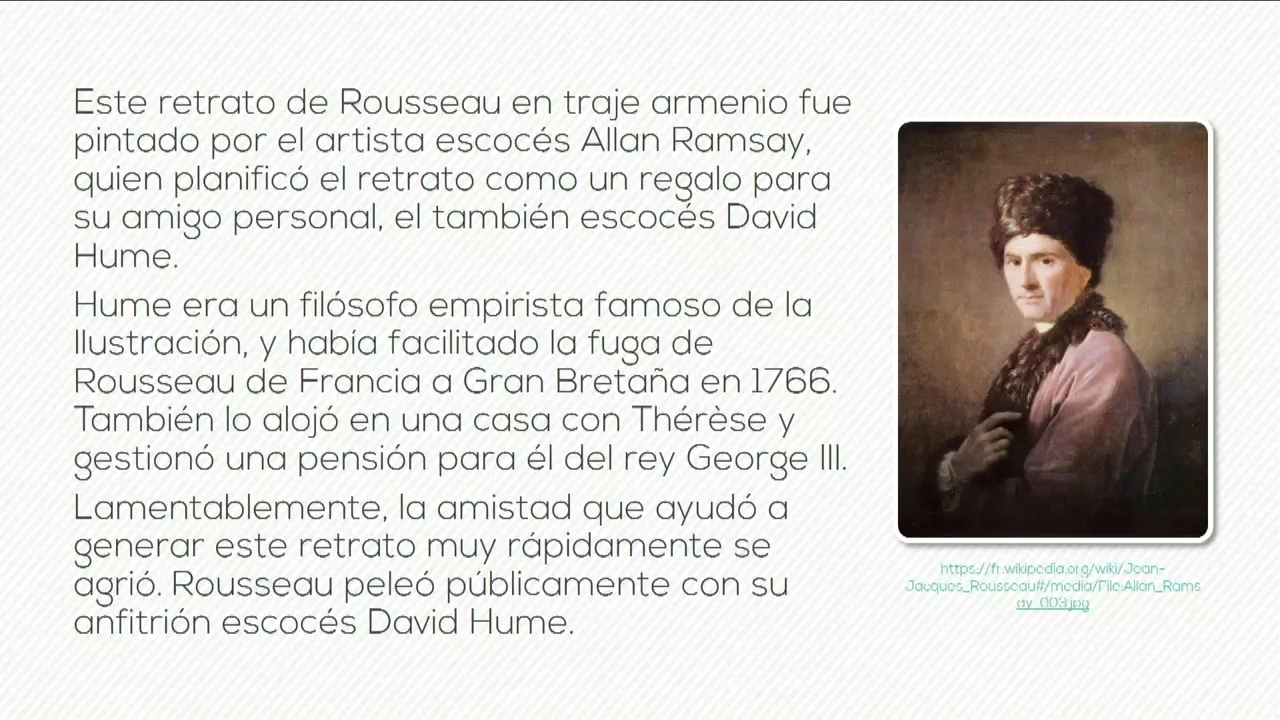 Este retrato de Rousseau en traje armenio fue
pintado por el artista escocés Allan Ramsay,
quien planificó el retrato como un regalo para
su amigo personal, el también escocés David
Hume.
Hume era un filósofo empirista famoso de la
Ilustración, y había facilitado la fuga de
Rousseau de Francia a Gran Bretaña en 1766.
También lo alojó en una casa con Thérèse y
gestionó una pensión para él del rey George III.
Lamentablemente, la amistad que ayudó a
generar este retrato muy rápidamente se
agrió. Rousseau peleó públicamente con su
anfitrión escocés David Hume.
https://fr.wikipedia.org/wiki/Jean-
Jacques_Rousseau#/media/File:Allan_Rams
ay_003.jpg